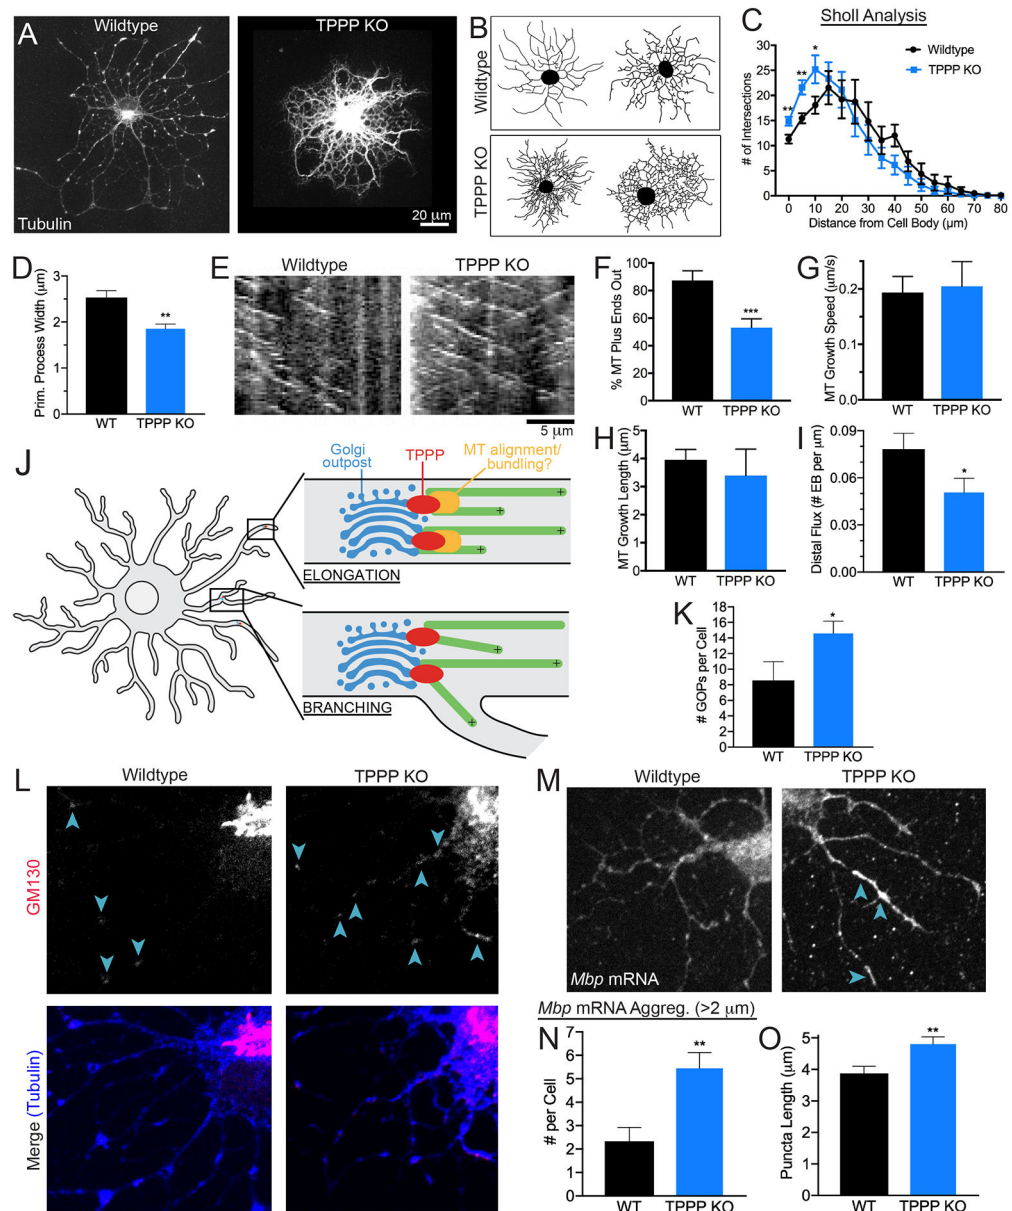 A
Wildtype
TPPP KO
Tubulin
20 μm
B
Wildtype
TPPP KO
C
Sholl Analysis
Wildtype
TPPP KO
# of Intersections
30
25
20
15
10
5
0
**
**
*
0 10 20 30 40 50 60 70 80
Distance from Cell Body (μm)
D
Prim. Process Width (μm)
3
2
1
0
**
WT TPPP KO
E
Wildtype
TPPP KO
5 μm
F
% MT Plus Ends Out
100
80
60
40
20
0
***
WT TPPP KO
G
MT Growth Speed (μm/s)
0.2
0.1
0.0
WT TPPP KO
H
MT Growth Length (μm)
5
4
3
2
1
0
WT TPPP KO
I
Distal Flux (# EB per μm)
0.09
0.06
0.03
0.00
*
WT TPPP KO
J
Golgi
outpost
TPPP
MT alignment/
bundling?
+
+
+
+
ELONGATION
+
+
+
BRANCHING
K
# GOPs per Cell
18
16
14
12
10
8
6
4
2
0
*
WT TPPP KO
L
Wildtype
TPPP KO
GM130
Merge (Tubulin)
M
Wildtype
TPPP KO
Mbp mRNA
Mbp mRNA Aggreg. (>2 μm)
N
# per Cell
7
6
5
4
3
2
1
0
**
WT TPPP KO
O
Puncta Length (μm)
5
4
3
2
1
0
**
WT TPPP KO